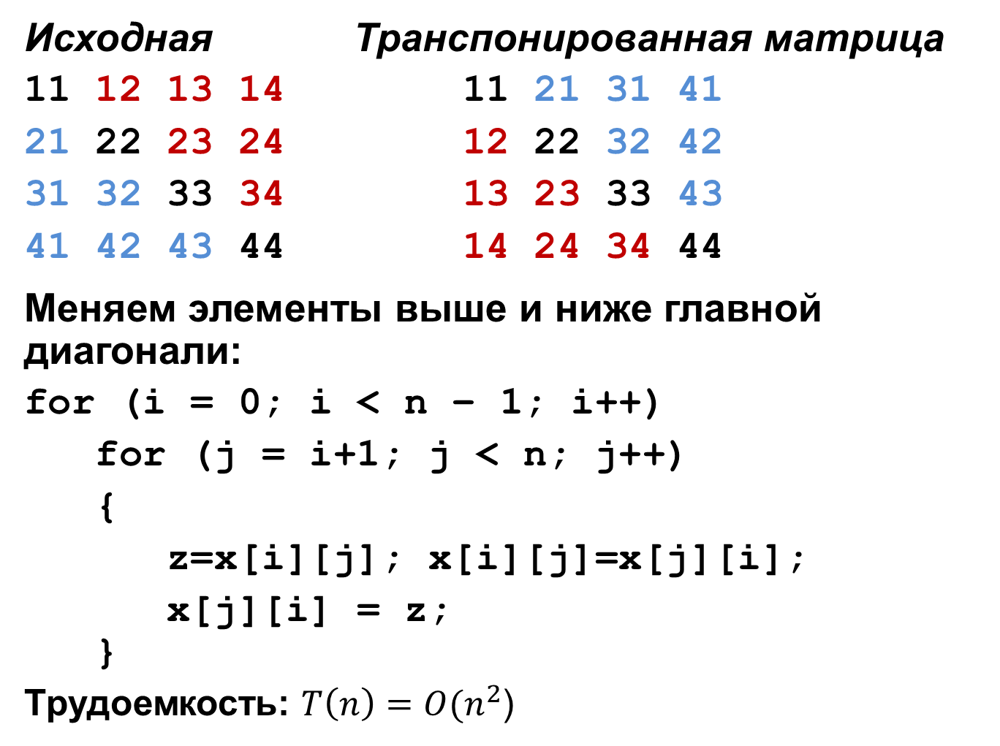 Исходная Транспонированная матрица
11 12 13 14 11 21 31 41
21 22 23 24 12 22 32 42
31 32 33 34 13 23 33 43
41 42 43 44 14 24 34 44
Меняем элементы выше и ниже главной
диагонали:
for (i = 0; i < n – 1; i++)
for (j = i+1; j < n; j++)
{
z=x[i][j]; x[i][j]=x[j][i];
x[j][i] = z;
}
Трудоемкость: T(n) = O(n²)